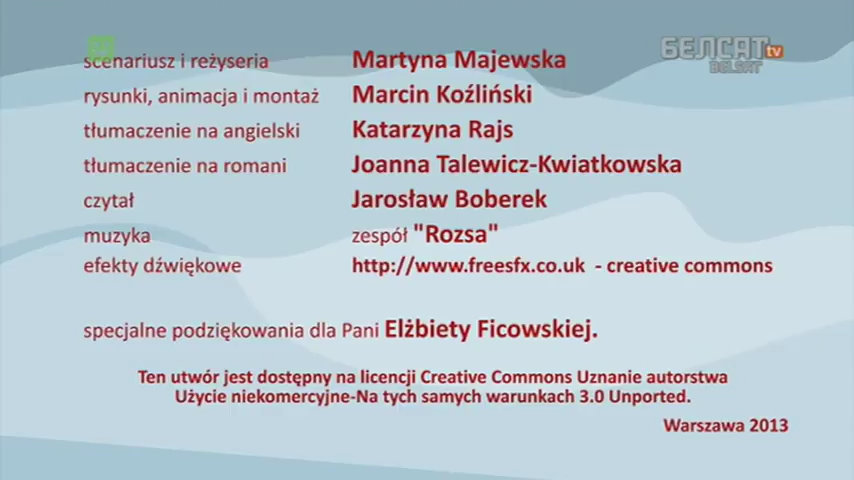 БЕЛСАТ tv
BELSAT
scenariusz i reżyseria Martyna Majewska
rysunki, animacja i montaż Marcin Koźliński
tłumaczenie na angielski Katarzyna Rajs
tłumaczenie na romani Joanna Talewicz-Kwiatkowska
czytał Jarosław Boberek
muzyka zespół "Rozsa"
efekty dźwiękowe http://www.freesfx.co.uk - creative commons
specjalne podziękowania dla Pani Elżbiety Ficowskiej.
Ten utwór jest dostępny na licencji Creative Commons Uznanie autorstwa
Użycie niekomercyjne-Na tych samych warunkach 3.0 Unported.
Warszawa 2013